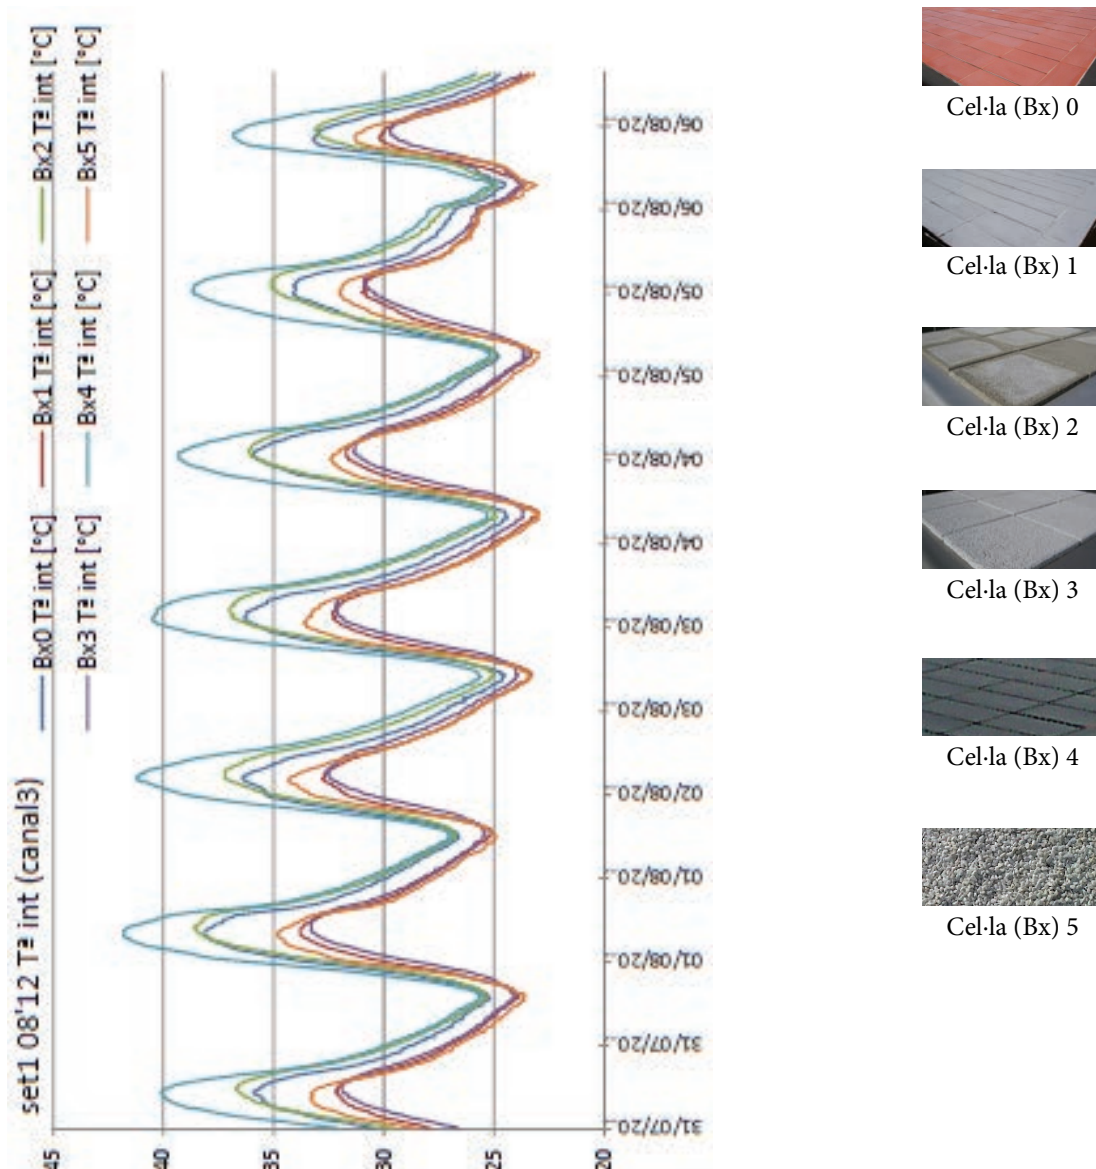 set1 08'12 Tª int (canal3)
Bx0 Tª int [°C]
Bx1 Tª int [°C]
Bx2 Tª int [°C]
Bx3 Tª int [°C]
Bx4 Tª int [°C]
Bx5 Tª int [°C]
45
40
35
30
25
20
31/07/20...
31/07/20...
01/08/20...
01/08/20...
02/08/20...
03/08/20...
03/08/20...
04/08/20...
04/08/20...
05/08/20...
05/08/20...
06/08/20...
06/08/20...
Cel·la (Bx) 0
Cel·la (Bx) 1
Cel·la (Bx) 2
Cel·la (Bx) 3
Cel·la (Bx) 4
Cel·la (Bx) 5